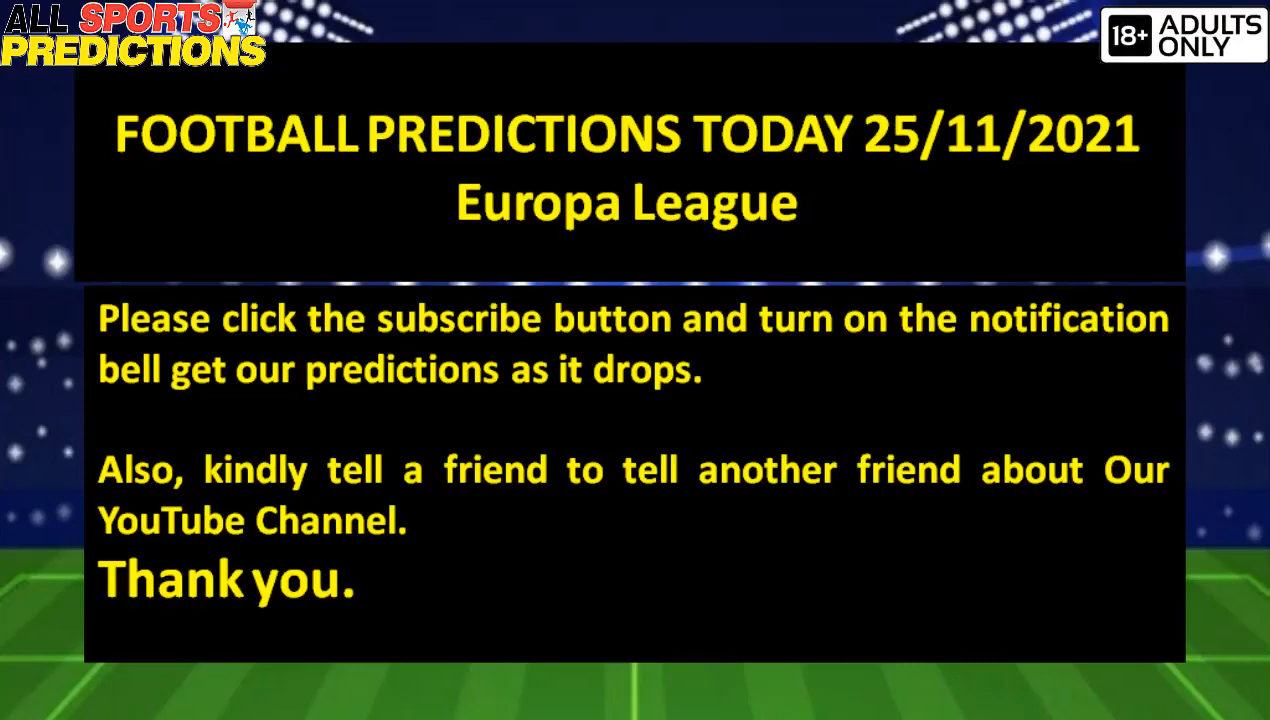 ALL SPORTS
PREDICTIONS
18+ ADULTS
ONLY
FOOTBALL PREDICTIONS TODAY 25/11/2021
Europa League
Please click the subscribe button and turn on the notification
bell get our predictions as it drops.
Also, kindly tell a friend to tell another friend about Our
YouTube Channel.
Thank you.